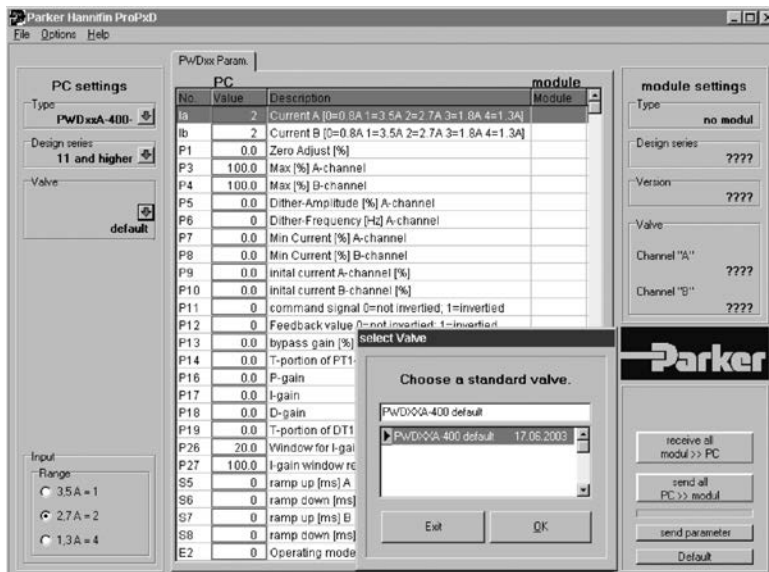 Parker Hannifin ProPxD
File Options Help
PWDxx Param.
PC settings
Type
PWDxxA-400-
Design series
11 and higher
Valve
default
Input
Range
3,5 A = 1
2,7 A = 2
1,3 A = 4
PC module
No. Value Description Module
Ia 2 Current A [0=0.8A 1=3.5A 2=2.7A 3=1.8A 4=1.3A]
Ib 2 Current B [0=0.8A 1=3.5A 2=2.7A 3=1.8A 4=1.3A]
P1 0.0 Zero Adjust [%]
P3 100.0 Max [%] A-channel
P4 100.0 Max [%] B-channel
P5 0.0 Dither-Amplitude [%] A-channel
P6 0 Dither-Frequency [Hz] A-channel
P7 0.0 Min Current [%] A-channel
P8 0.0 Min Current [%] B-channel
P9 0.0 inital current A-channel [%]
P10 0.0 inital current B-channel [%]
P11 0 command signal 0=not invertied; 1=invertied
P12 0 Feedback value 0=not invertied; 1=invertied
P13 0.0 bypass gain [%]
P14 0.0 T-portion of PT1-
P16 0.0 P-gain
P17 0.0 I-gain
P18 0.0 D-gain
P19 0.0 T-portion of DT1
P26 20.0 Window for I-gai
P27 100.0 I-gain window re
S5 0 ramp up [ms] A
S6 0 ramp down [ms]
S7 0 ramp up [ms] B
S8 0 ramp down [ms]
E2 0 Operating mode
select Valve
Choose a standard valve.
PWDXXA-400 default
PWDXXA-400 default 17.06.2003
Exit OK
module settings
Type
no modul
Design series
????
Version
????
Valve
Channel "A"
????
Channel "B"
????
Parker
receive all
modul >> PC
send all
PC >> modul
send parameter
Default